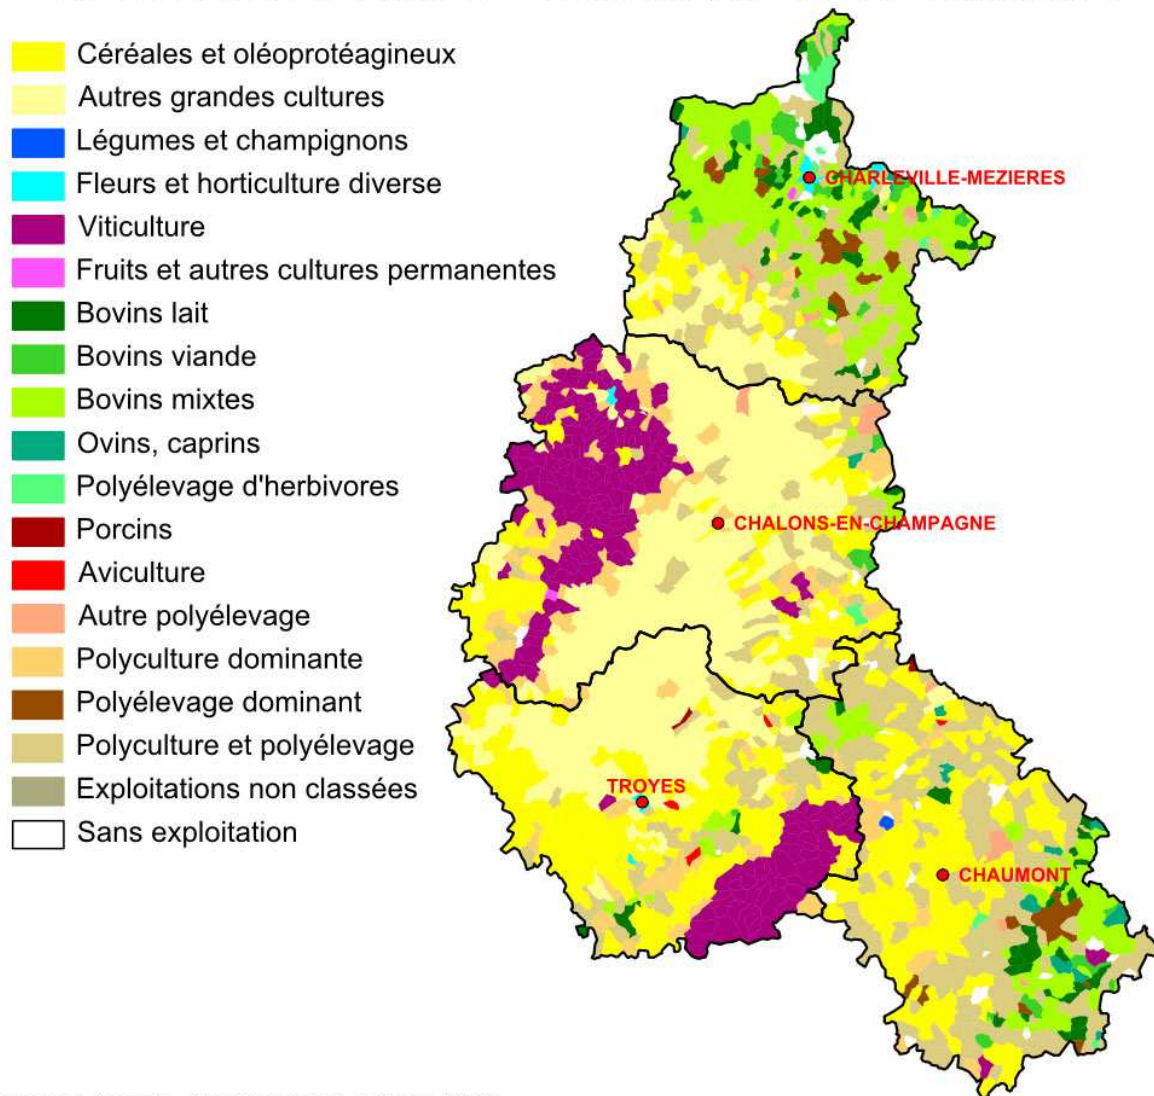 Céréales et oléoprotéagineux
Autres grandes cultures
Légumes et champignons
Fleurs et horticulture diverse
Viticulture
Fruits et autres cultures permanentes
Bovins lait
Bovins viande
Bovins mixtes
Ovins, caprins
Polyélevage d'herbivores
Porcins
Aviculture
Autre polyélevage
Polyculture dominante
Polyélevage dominant
Polyculture et polyélevage
Exploitations non classées
Sans exploitation
CHARLEVILLE-MEZIERES
CHALONS-EN-CHAMPAGNE
TROYES
CHAUMONT